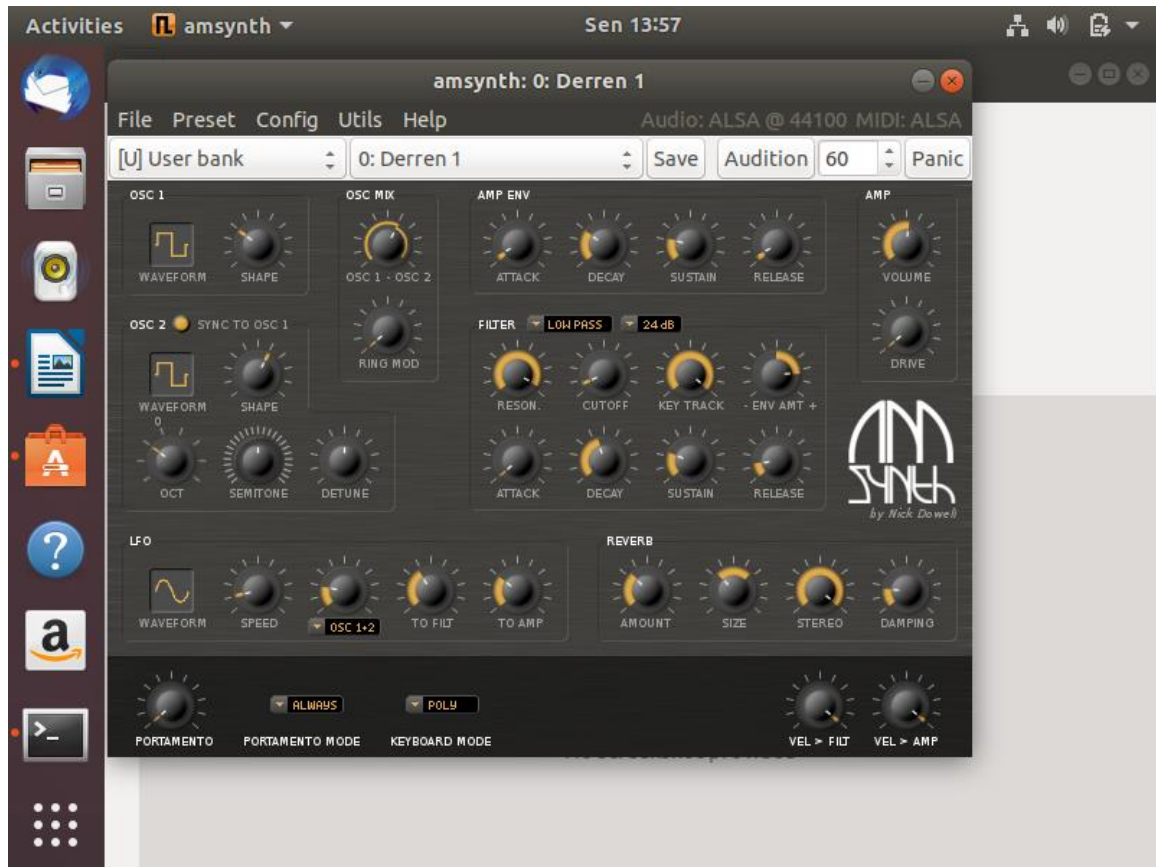 Activities amsynth Sen 13:57
amsynth: 0: Derren 1
File Preset Config Utils Help Audio: ALSA @ 44100 MIDI: ALSA
[U] User bank 0: Derren 1 Save Audition 60 Panic
OSC 1 OSC MIX AMP ENV AMP
WAVEFORM SHAPE OSC 1 - OSC 2 ATTACK DECAY SUSTAIN RELEASE VOLUME
OSC 2 SYNC TO OSC 1 FILTER LOW PASS 24 dB
RING MOD DRIVE
WAVEFORM SHAPE RESON. CUTOFF KEY TRACK - ENV AMT +
0
OCT SEMITONE DETUNE ATTACK DECAY SUSTAIN RELEASE
AM
SYNTH
by Nick Dowell
LFO REVERB
WAVEFORM SPEED OSC 1+2 TO FILT TO AMP AMOUNT SIZE STEREO DAMPING
ALWAYS POLY
PORTAMENTO PORTAMENTO MODE KEYBOARD MODE VEL > FILT VEL > AMP